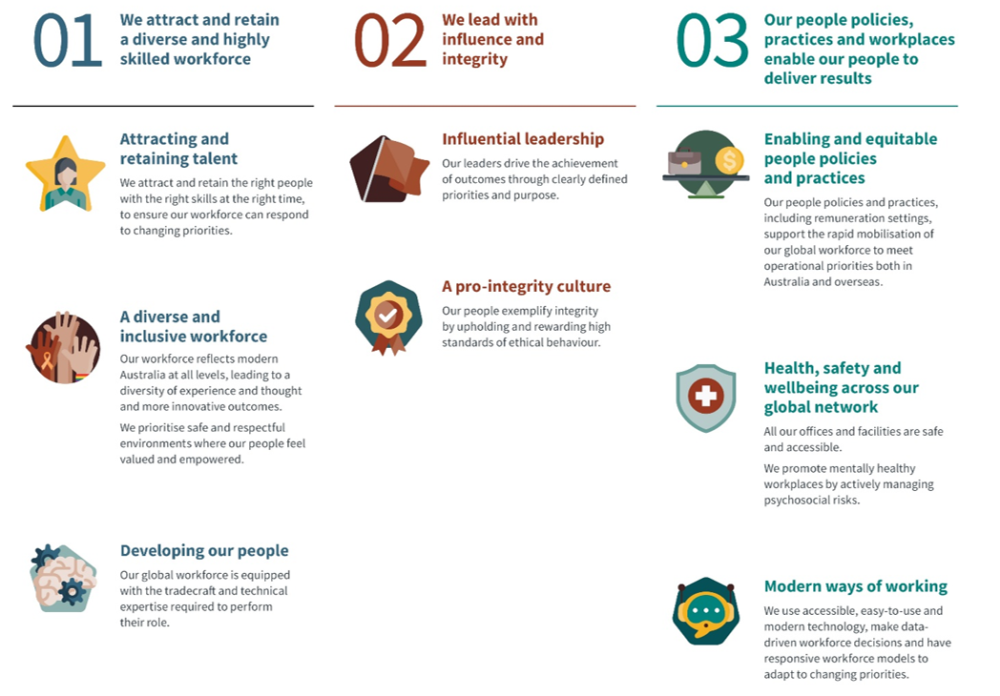 01
We attract and retain
a diverse and highly
skilled workforce
Attracting and
retaining talent
We attract and retain the right people
with the right skills at the right time,
to ensure our workforce can respond
to changing priorities.
A diverse and
inclusive workforce
Our workforce reflects modern
Australia at all levels, leading to a
diversity of experience and thought
and more innovative outcomes.
We prioritise safe and respectful
environments where our people feel
valued and empowered.
Developing our people
Our global workforce is equipped
with the tradecraft and technical
expertise required to perform
their role.
02
We lead with
influence and
integrity
Influential leadership
Our leaders drive the achievement
of outcomes through clearly defined
priorities and purpose.
A pro-integrity culture
Our people exemplify integrity
by upholding and rewarding high
standards of ethical behaviour.
03
Our people policies,
practices and workplaces
enable our people to
deliver results
Enabling and equitable
people policies
and practices
Our people policies and practices,
including remuneration settings,
support the rapid mobilisation of
our global workforce to meet
operational priorities both in
Australia and overseas.
Health, safety and
wellbeing across our
global network
All our offices and facilities are safe
and accessible.
We promote mentally healthy
workplaces by actively managing
psychosocial risks.
Modern ways of working
We use accessible, easy-to-use and
modern technology, make data-
driven workforce decisions and have
responsive workforce models to
adapt to changing priorities.